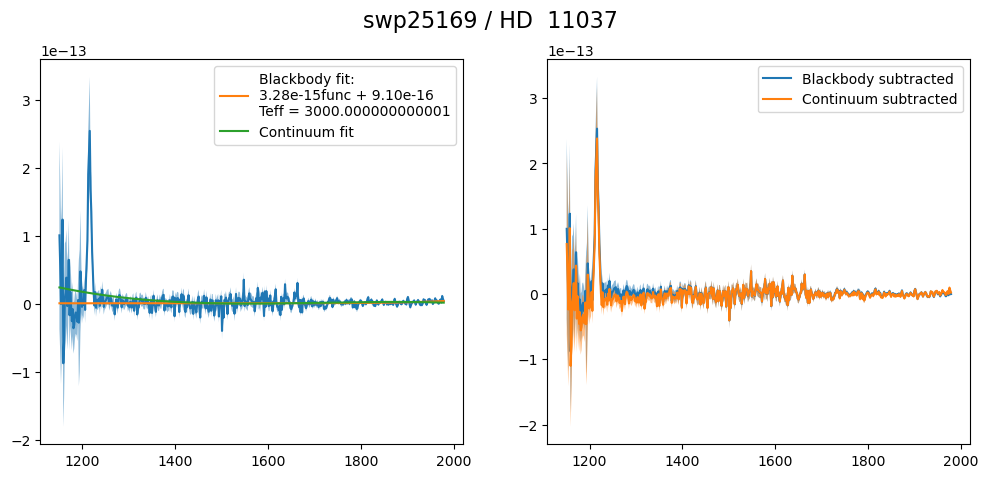 swp25169 / HD  11037
1e−13
Blackbody fit:
3.28e-15func + 9.10e-16
Teff = 3000.000000000001
Continuum fit
3
2
1
0
−1
−2
1200 1400 1600 1800 2000
1e−13
Blackbody subtracted
Continuum subtracted
3
2
1
0
−1
−2
1200 1400 1600 1800 2000